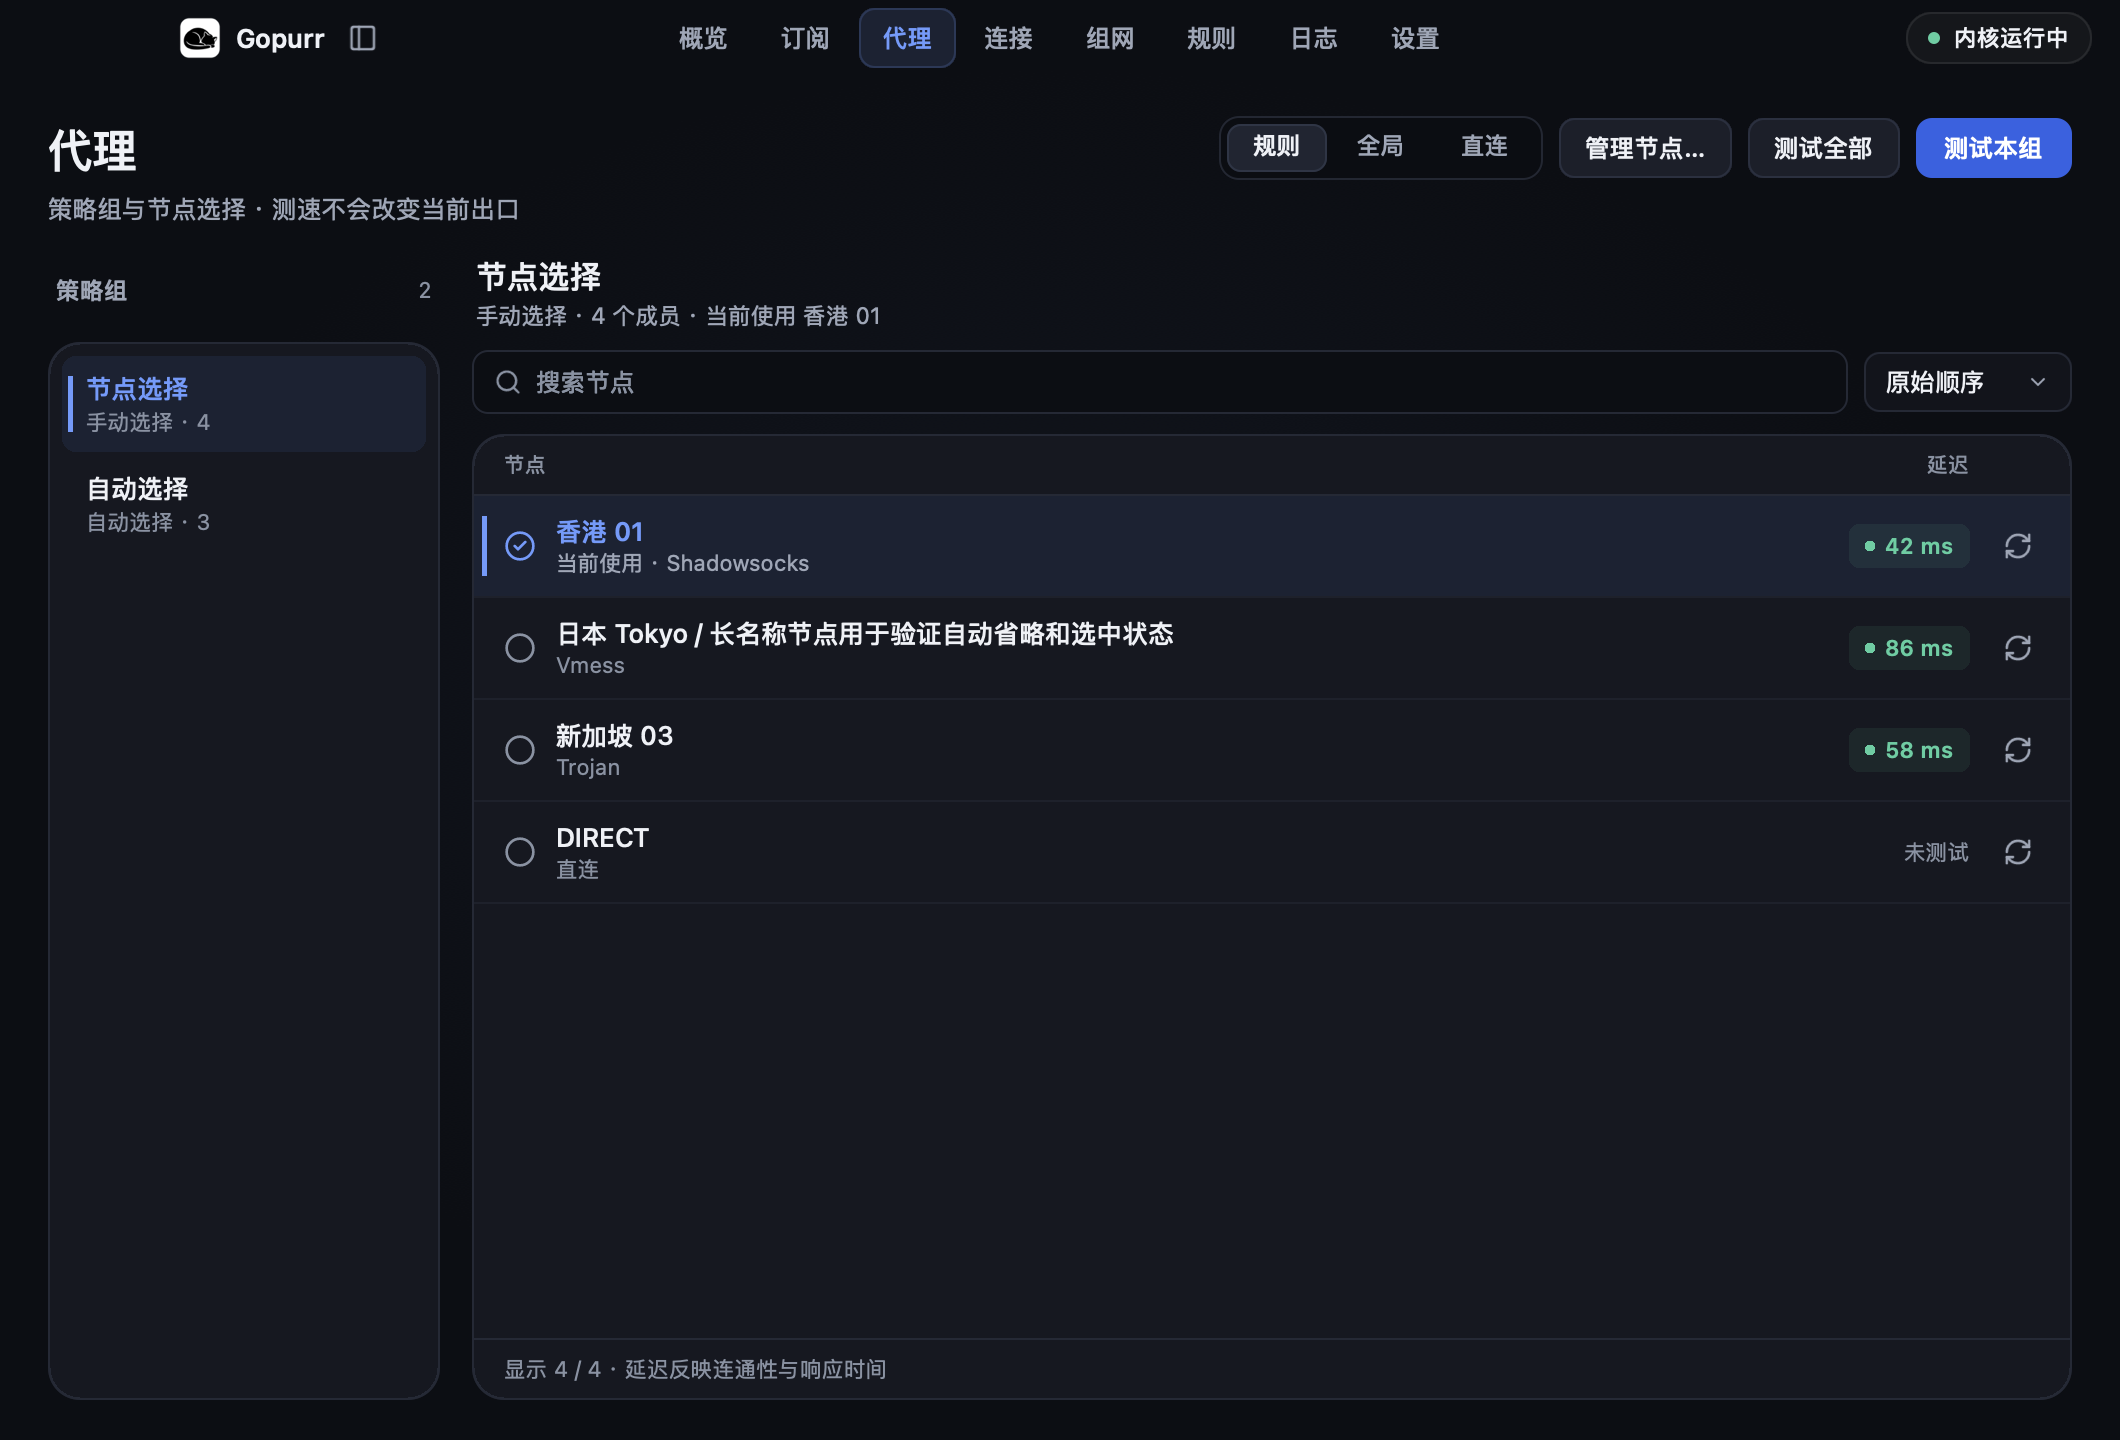 Gopurr
概览 订阅 代理 连接 组网 规则 日志 设置
内核运行中
代理
策略组与节点选择 · 测速不会改变当前出口
规则 全局 直连
管理节点...
测试全部
测试本组
策略组 2
节点选择
手动选择 · 4
自动选择
自动选择 · 3
节点选择
手动选择 · 4 个成员 · 当前使用 香港 01
搜索节点
原始顺序
节点 延迟
香港 01
当前使用 · Shadowsocks
42 ms
日本 Tokyo / 长名称节点用于验证自动省略和选中状态
Vmess
86 ms
新加坡 03
Trojan
58 ms
DIRECT
直连
未测试
显示 4 / 4 · 延迟反映连通性与响应时间